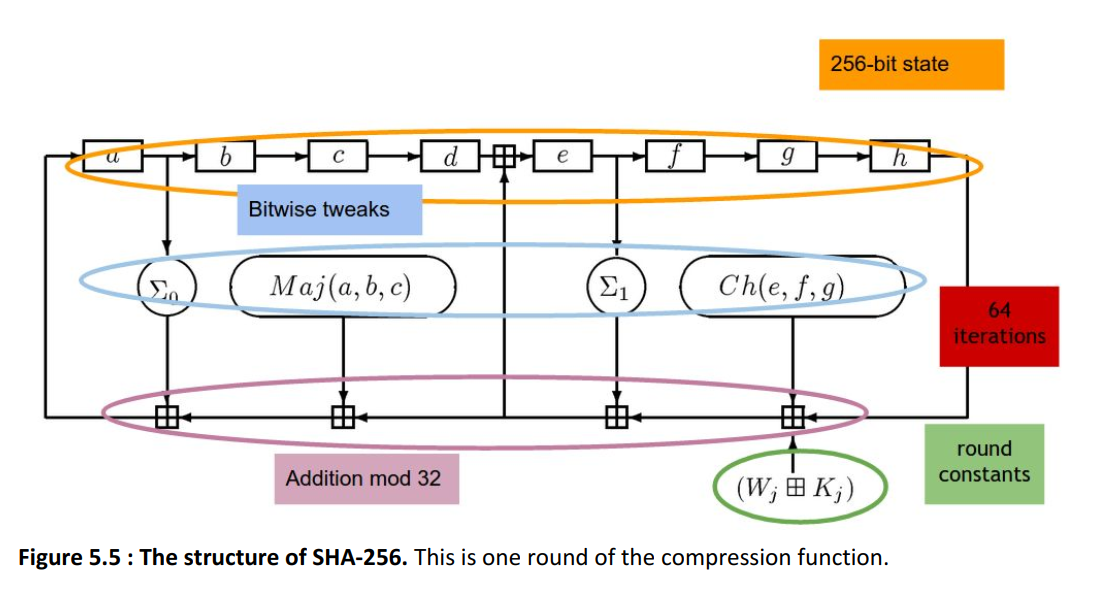 256-bit state
a b c d ⊞ e f g h
Bitwise tweaks
Σ₀ Maj(a, b, c) Σ₁ Ch(e, f, g)
64
iterations
⊞ ⊞ ⊞ ⊞
round
constants
Addition mod 32
(Wⱼ ⊞ Kⱼ)
Figure 5.5 : The structure of SHA-256. This is one round of the compression function.